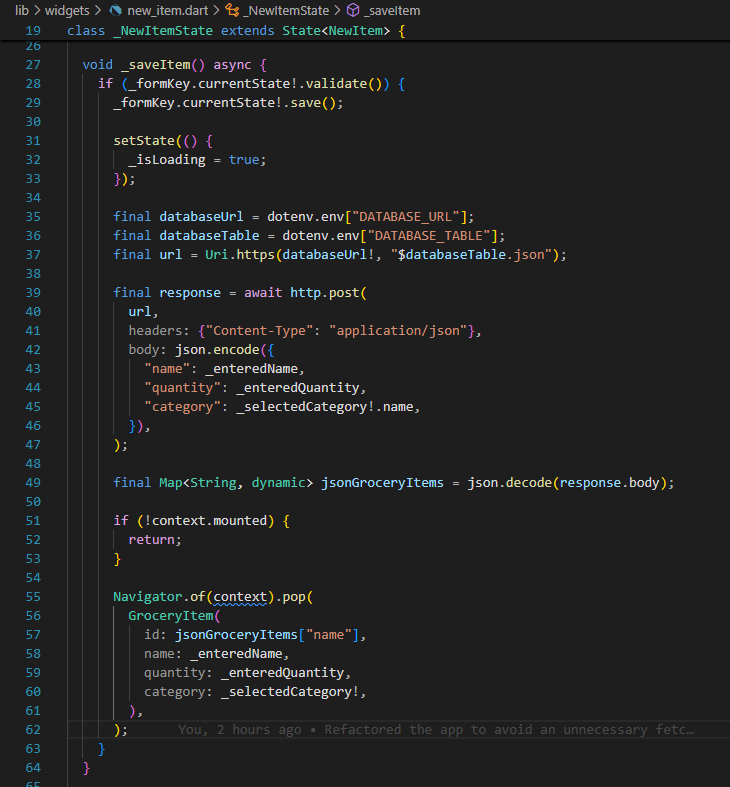 lib > widgets > new_item.dart > _NewItemState > _saveItem
19 class _NewItemState extends State<NewItem> {
26
27 void _saveItem() async {
28 if (_formKey.currentState!.validate()) {
29 _formKey.currentState!.save();
30
31 setState(() {
32 _isLoading = true;
33 });
34
35 final databaseUrl = dotenv.env["DATABASE_URL"];
36 final databaseTable = dotenv.env["DATABASE_TABLE"];
37 final url = Uri.https(databaseUrl!, "$databaseTable.json");
38
39 final response = await http.post(
40 url,
41 headers: {"Content-Type": "application/json"},
42 body: json.encode({
43 "name": _enteredName,
44 "quantity": _enteredQuantity,
45 "category": _selectedCategory!.name,
46 }),
47 );
48
49 final Map<String, dynamic> jsonGroceryItems = json.decode(response.body);
50
51 if (!context.mounted) {
52 return;
53 }
54
55 Navigator.of(context).pop(
56 GroceryItem(
57 id: jsonGroceryItems["name"],
58 name: _enteredName,
59 quantity: _enteredQuantity,
60 category: _selectedCategory!,
61 ),
62 ); You, 2 hours ago • Refactored the app to avoid an unnecessary fetc…
63 }
64 }
65